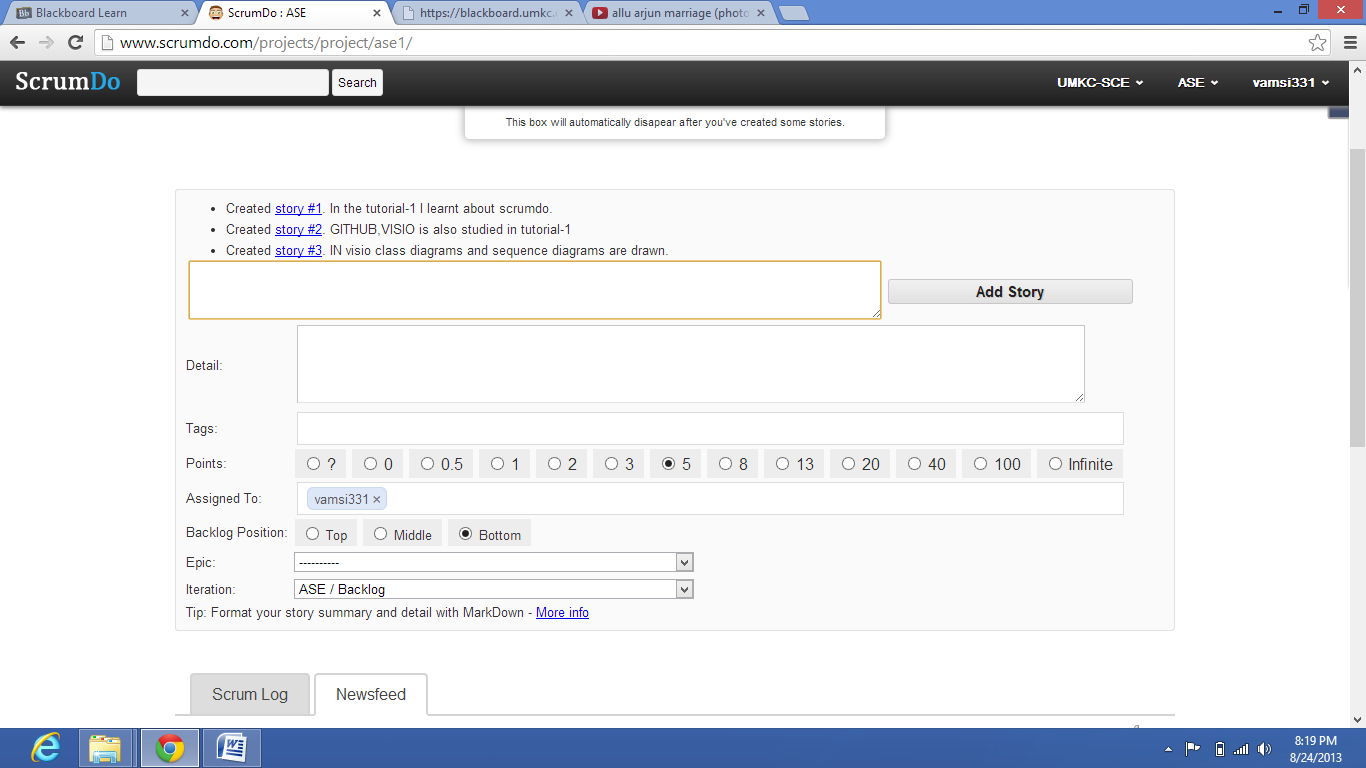 Blackboard Learn
ScrumDo : ASE
https://blackboard.umkc.
allu arjun marriage (photo
www.scrumdo.com/projects/project/ase1/
ScrumDo
Search
UMKC-SCE
ASE
vamsi331
This box will automatically disapear after you've created some stories.
Created story #1. In the tutorial-1 I learnt about scrumdo.
Created story #2. GITHUB,VISIO is also studied in tutorial-1
Created story #3. IN visio class diagrams and sequence diagrams are drawn.
Add Story
Detail:
Tags:
Points: ? 0 0.5 1 2 3 5 8 13 20 40 100 Infinite
Assigned To: vamsi331 ×
Backlog Position: Top Middle Bottom
Epic: ----------
Iteration: ASE / Backlog
Tip: Format your story summary and detail with MarkDown - More info
Scrum Log
Newsfeed
8:19 PM
8/24/2013